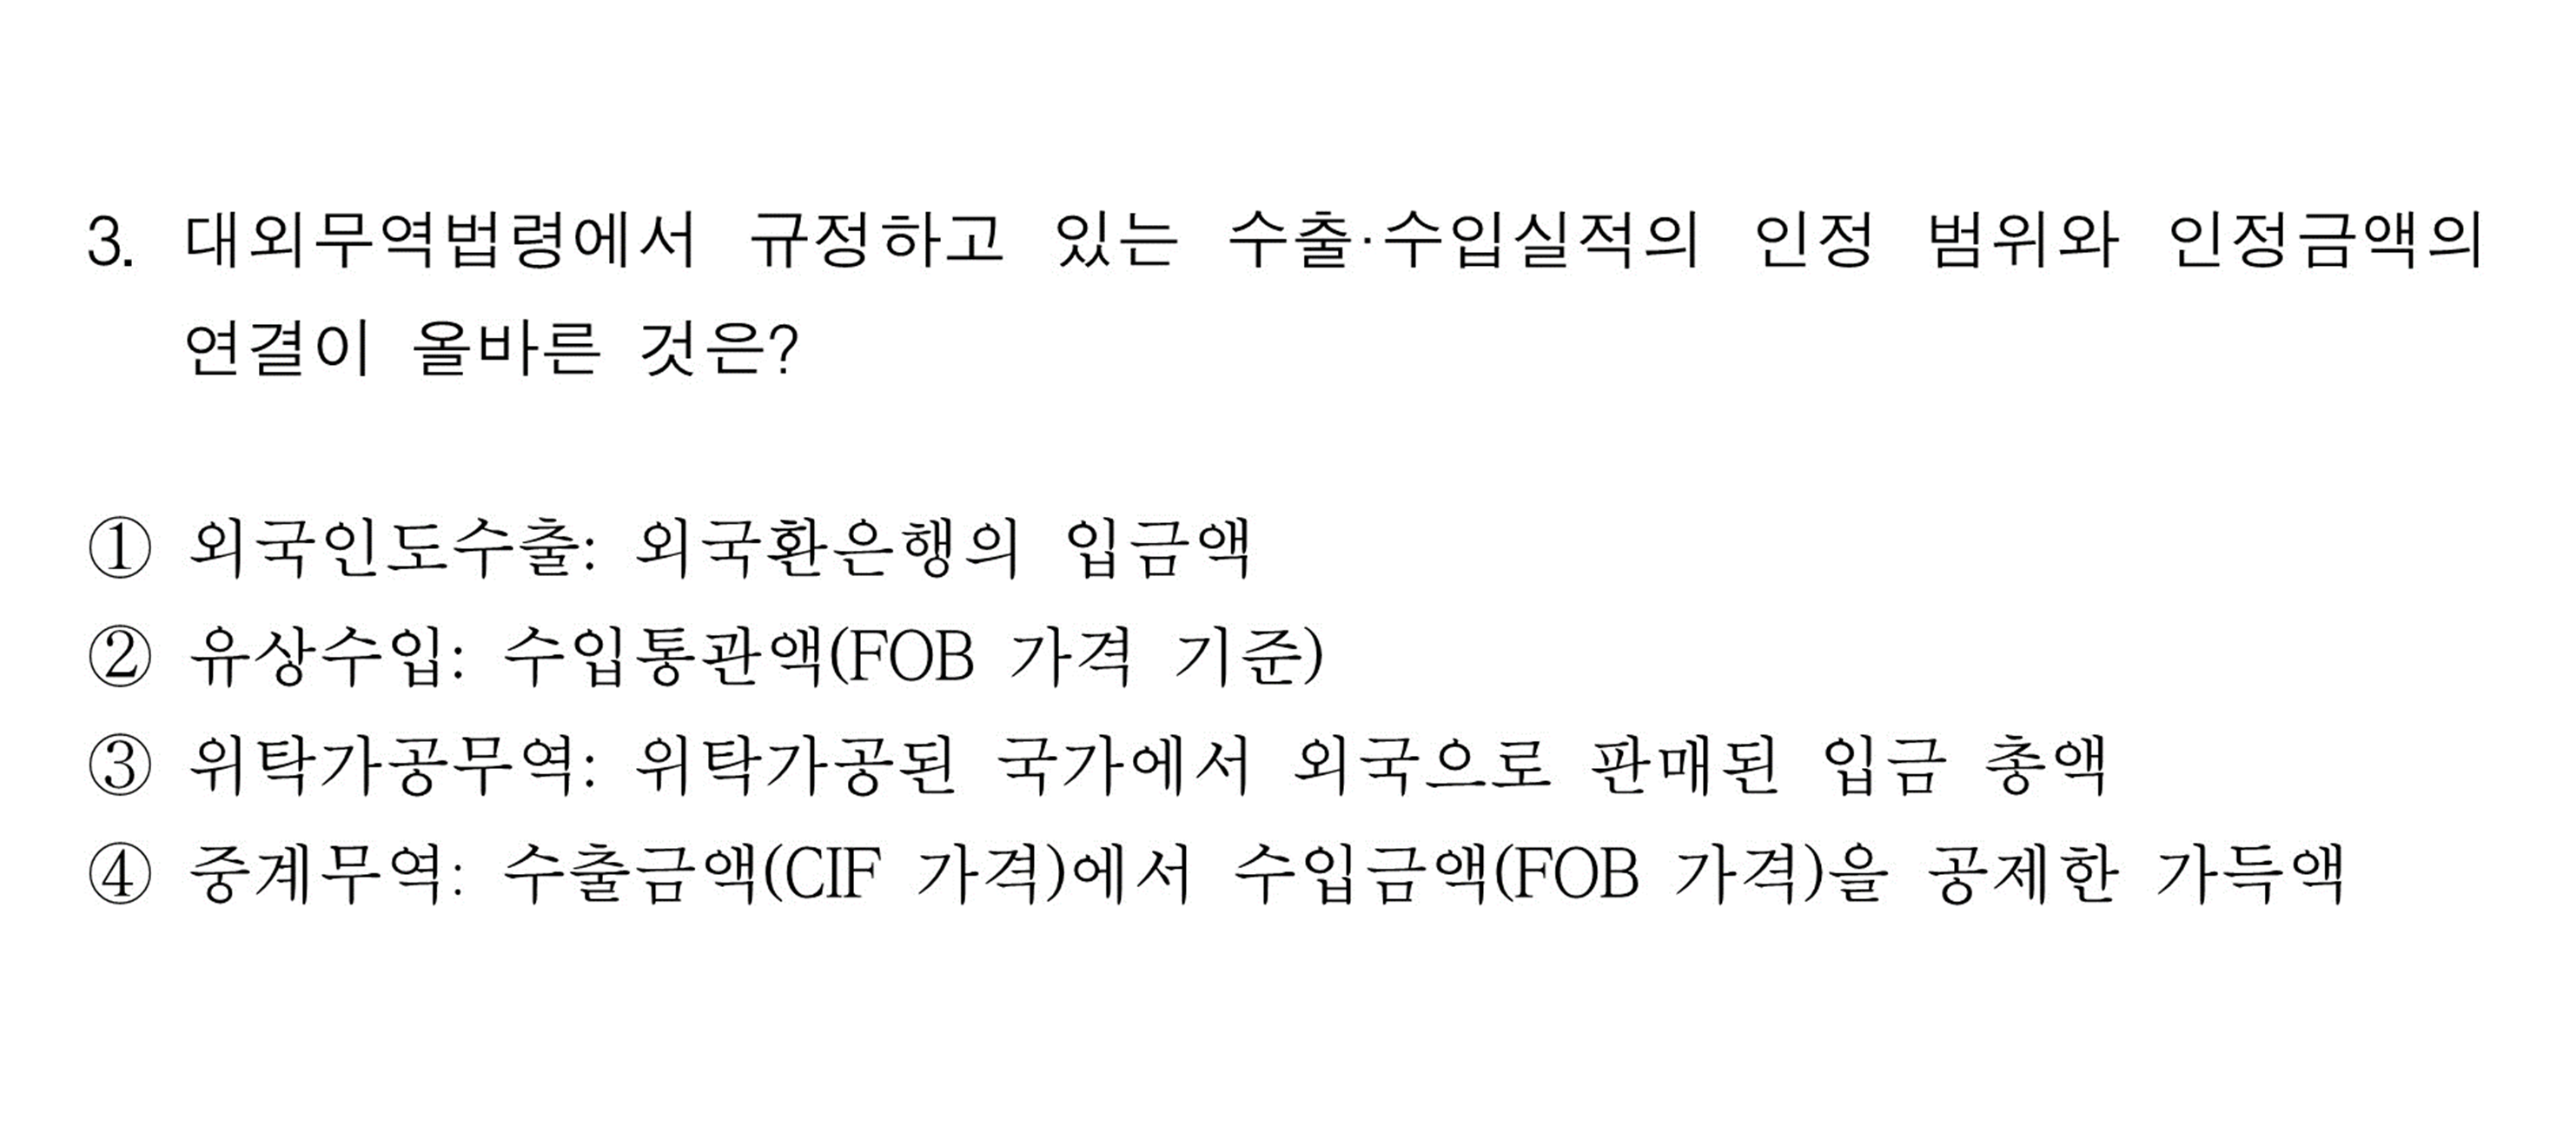 3. 대외무역법령에서 규정하고 있는 수출·수입실적의 인정 범위와 인정금액의
연결이 올바른 것은?
① 외국인도수출: 외국환은행의 입금액
② 유상수입: 수입통관액(FOB 가격 기준)
③ 위탁가공무역: 위탁가공된 국가에서 외국으로 판매된 입금 총액
④ 중계무역: 수출금액(CIF 가격)에서 수입금액(FOB 가격)을 공제한 가득액